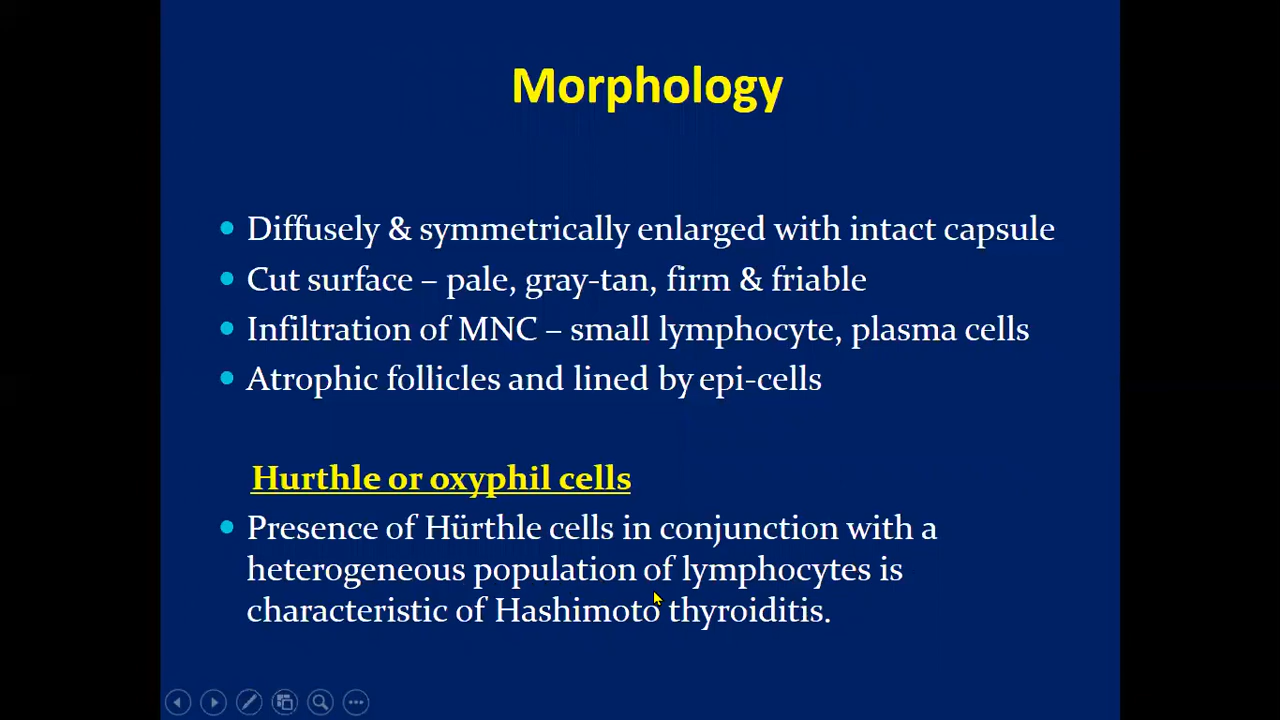 Morphology
• Diffusely & symmetrically enlarged with intact capsule
• Cut surface – pale, gray-tan, firm & friable
• Infiltration of MNC – small lymphocyte, plasma cells
• Atrophic follicles and lined by epi-cells
Hurthle or oxyphil cells
• Presence of Hürthle cells in conjunction with a
heterogeneous population of lymphocytes is
characteristic of Hashimoto thyroiditis.